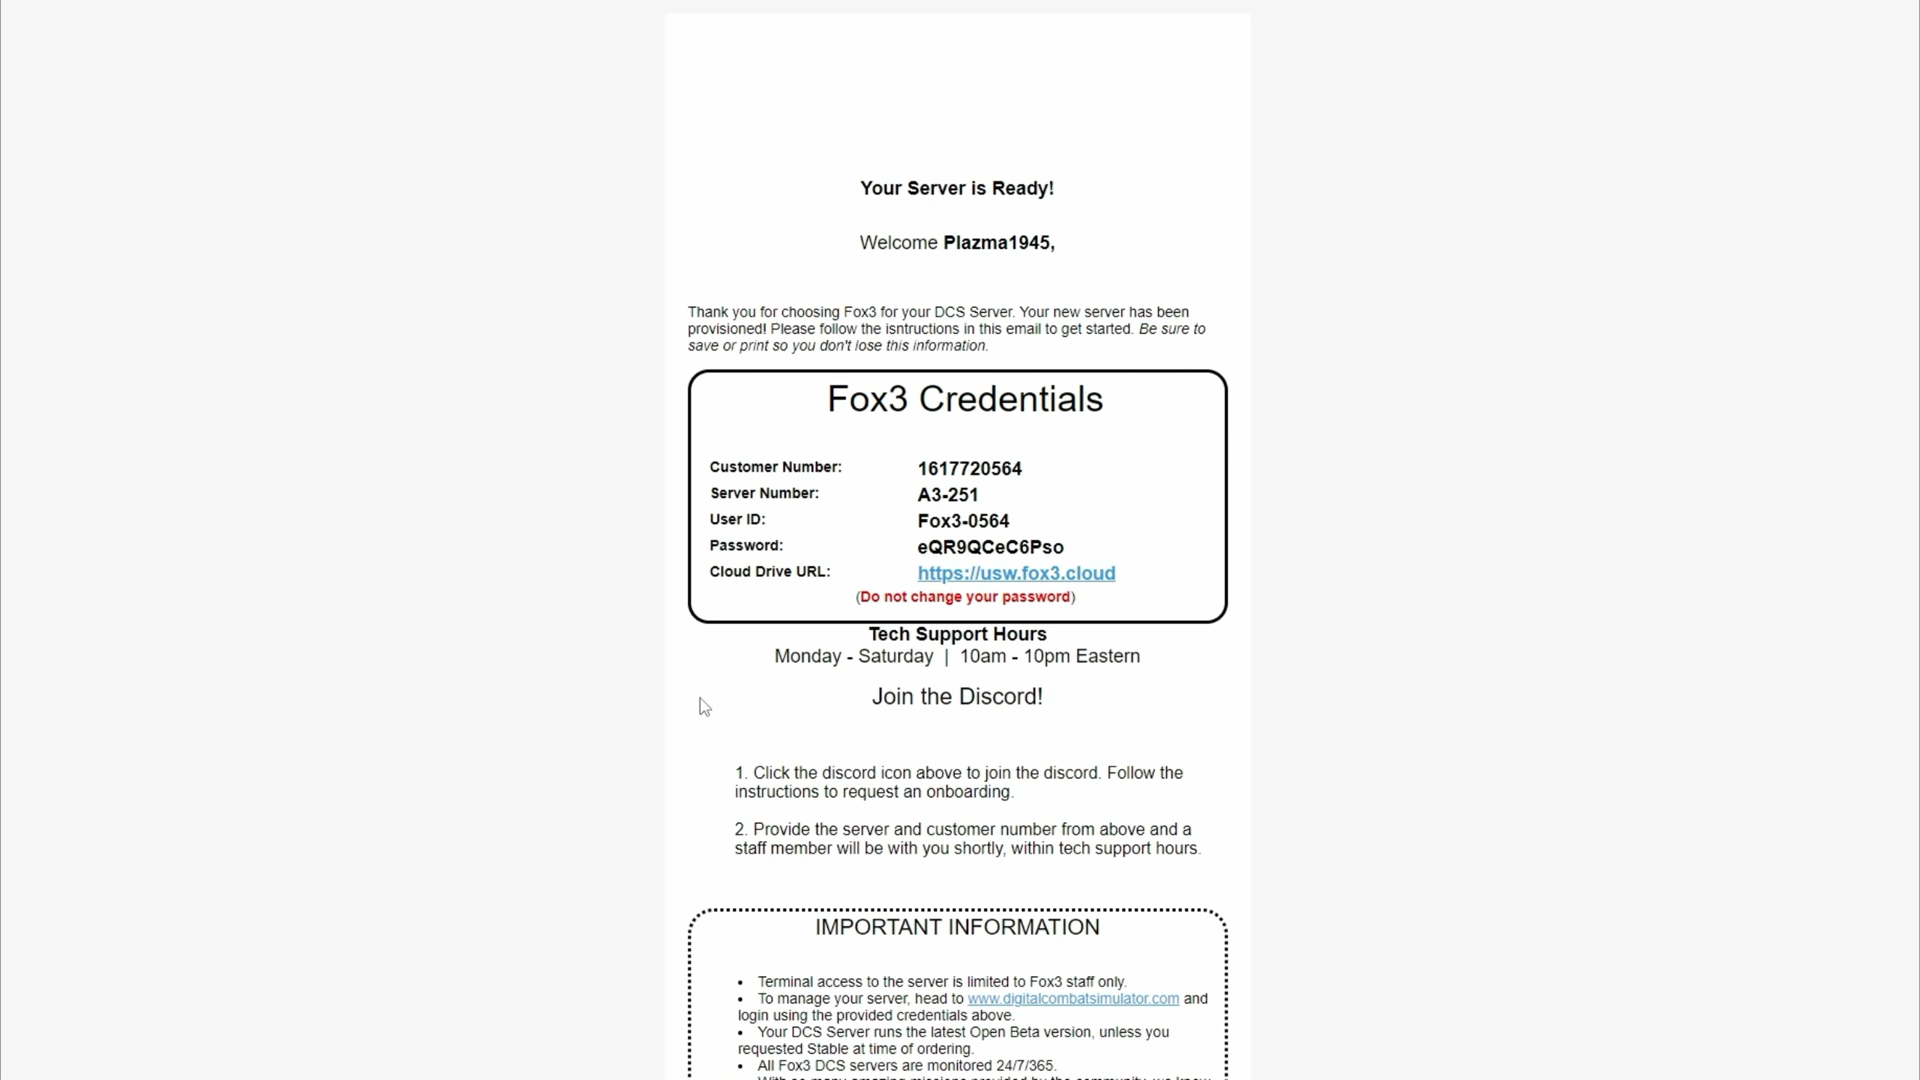 Your Server is Ready!
Welcome Plazma1945,
Thank you for choosing Fox3 for your DCS Server. Your new server has been
provisioned! Please follow the isntructions in this email to get started. Be sure to
save or print so you don't lose this information.
Fox3 Credentials
Customer Number: 1617720564
Server Number: A3-251
User ID: Fox3-0564
Password: eQR9QCeC6Pso
Cloud Drive URL: https://usw.fox3.cloud
(Do not change your password)
Tech Support Hours
Monday - Saturday | 10am - 10pm Eastern
Join the Discord!
1. Click the discord icon above to join the discord. Follow the
instructions to request an onboarding.
2. Provide the server and customer number from above and a
staff member will be with you shortly, within tech support hours.
IMPORTANT INFORMATION
• Terminal access to the server is limited to Fox3 staff only.
• To manage your server, head to www.digitalcombatsimulator.com and
login using the provided credentials above.
• Your DCS Server runs the latest Open Beta version, unless you
requested Stable at time of ordering.
• All Fox3 DCS servers are monitored 24/7/365.